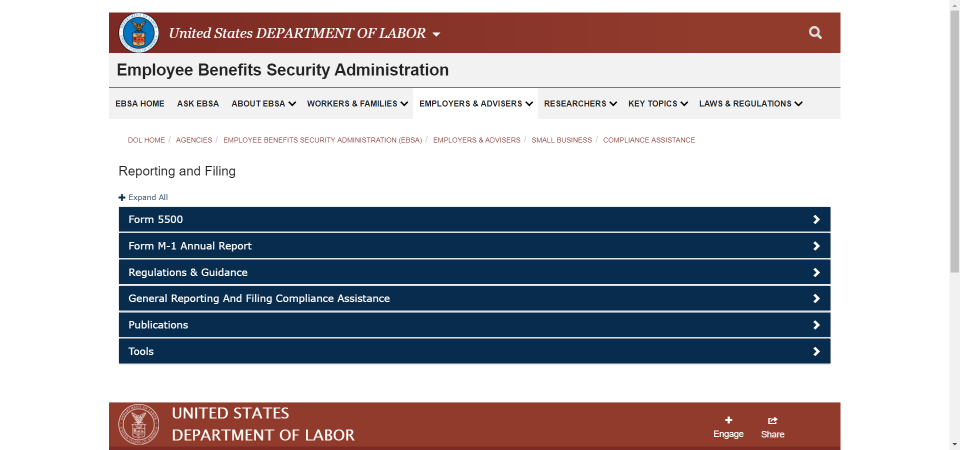 United States DEPARTMENT OF LABOR
Employee Benefits Security Administration
EBSA HOME ASK EBSA ABOUT EBSA WORKERS & FAMILIES EMPLOYERS & ADVISERS RESEARCHERS KEY TOPICS LAWS & REGULATIONS
DOL HOME / AGENCIES / EMPLOYEE BENEFITS SECURITY ADMINISTRATION (EBSA) / EMPLOYERS & ADVISERS / SMALL BUSINESS / COMPLIANCE ASSISTANCE
Reporting and Filing
Expand All
Form 5500
Form M-1 Annual Report
Regulations & Guidance
General Reporting And Filing Compliance Assistance
Publications
Tools
UNITED STATES
DEPARTMENT OF LABOR
Engage Share